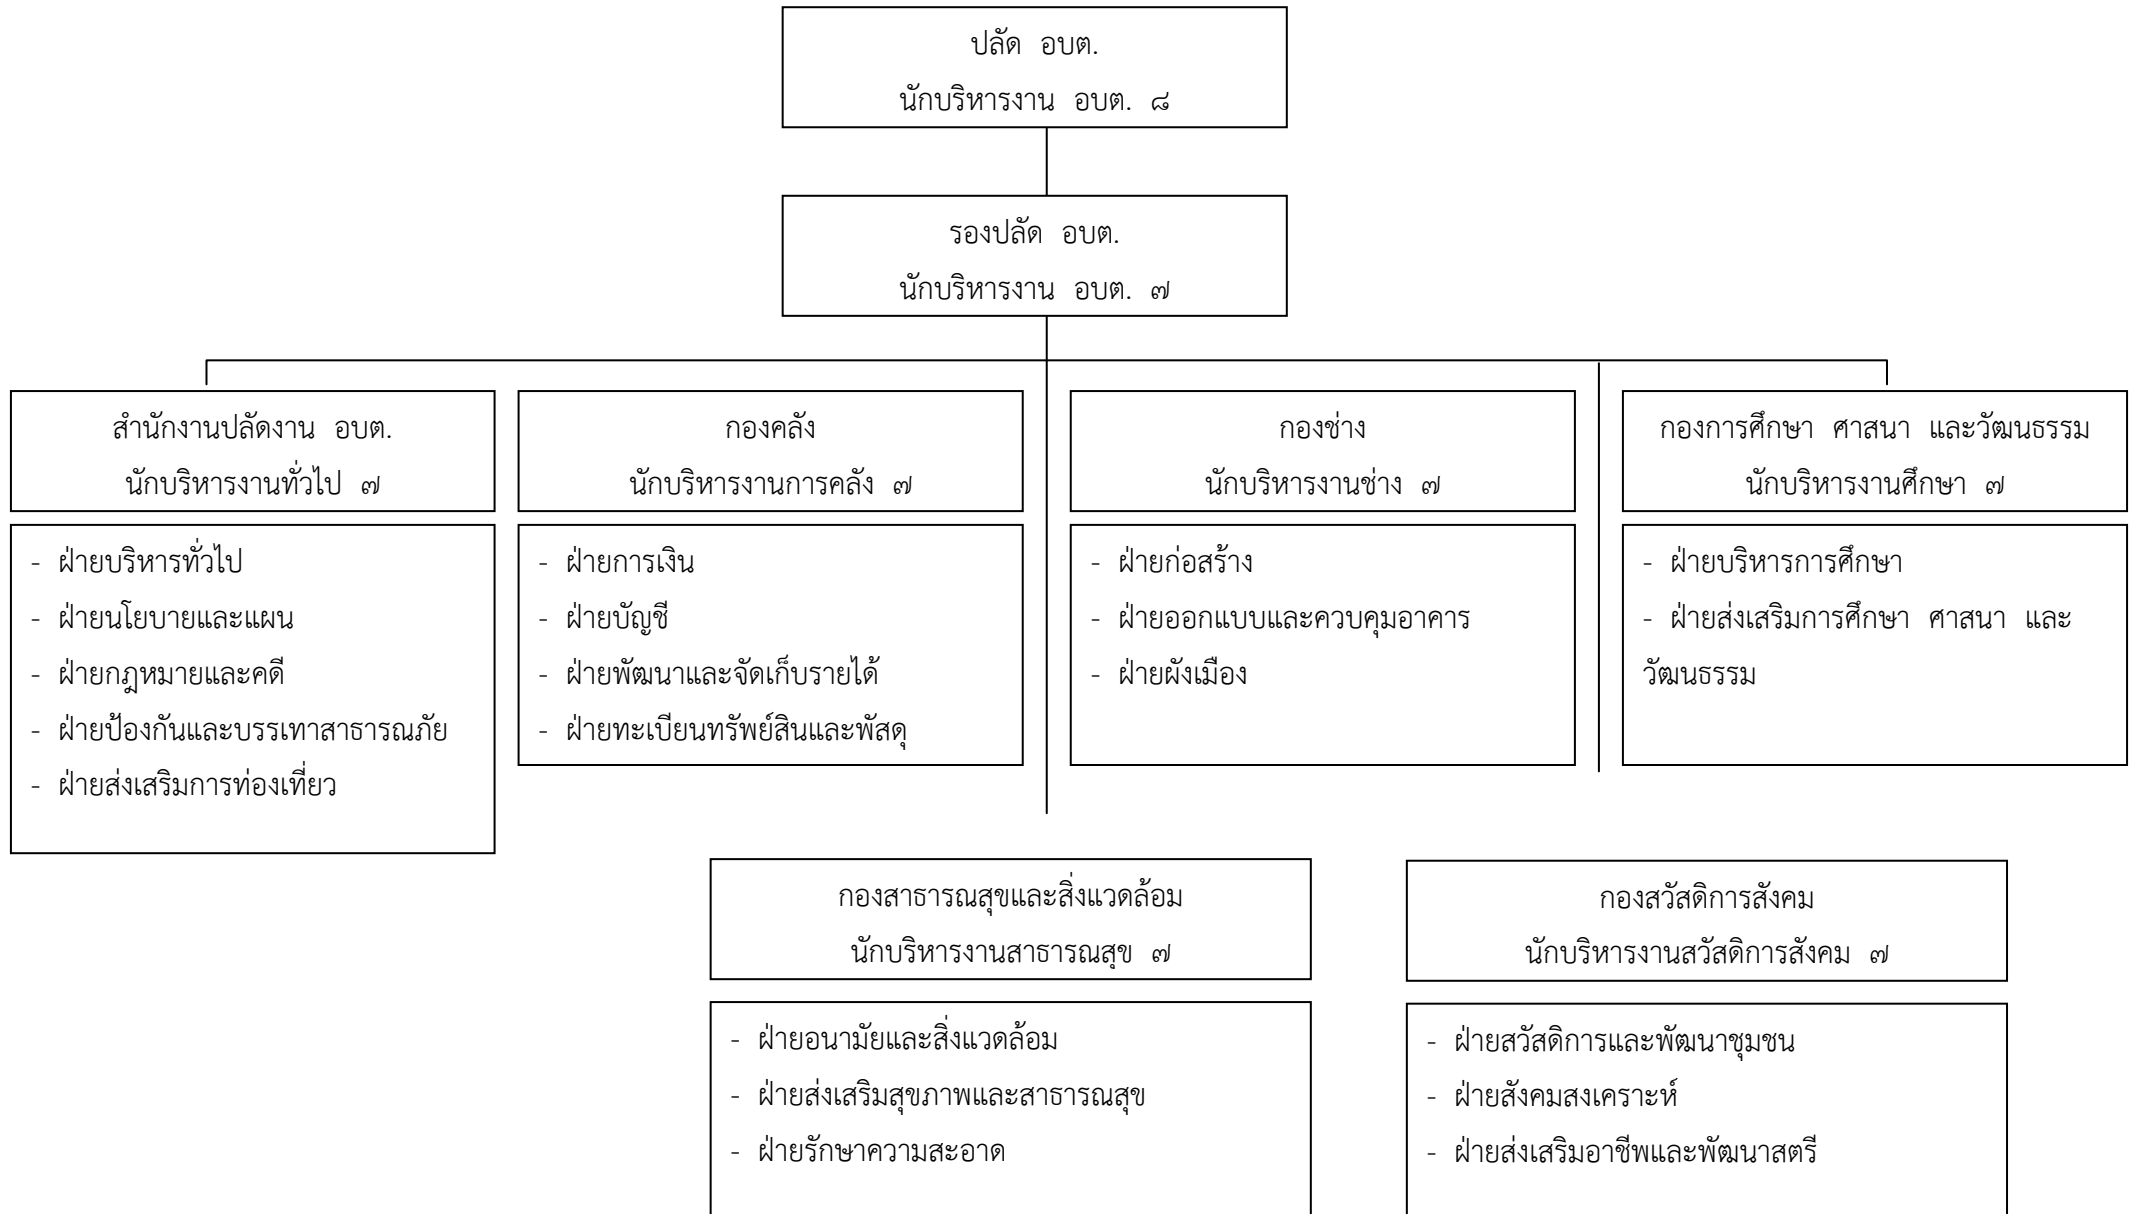 ปลัด อบต.
นักบริหารงาน อบต. ๘
รองปลัด อบต.
นักบริหารงาน อบต. ๗
สำนักงานปลัดงาน อบต.
นักบริหารงานทั่วไป ๗
- ฝ่ายบริหารทั่วไป
- ฝ่ายนโยบายและแผน
- ฝ่ายกฎหมายและคดี
- ฝ่ายป้องกันและบรรเทาสาธารณภัย
- ฝ่ายส่งเสริมการท่องเที่ยว
กองคลัง
นักบริหารงานการคลัง ๗
- ฝ่ายการเงิน
- ฝ่ายบัญชี
- ฝ่ายพัฒนาและจัดเก็บรายได้
- ฝ่ายทะเบียนทรัพย์สินและพัสดุ
กองช่าง
นักบริหารงานช่าง ๗
- ฝ่ายก่อสร้าง
- ฝ่ายออกแบบและควบคุมอาคาร
- ฝ่ายผังเมือง
กองการศึกษา ศาสนา และวัฒนธรรม
นักบริหารงานศึกษา ๗
- ฝ่ายบริหารการศึกษา
- ฝ่ายส่งเสริมการศึกษา ศาสนา และ
วัฒนธรรม
กองสาธารณสุขและสิ่งแวดล้อม
นักบริหารงานสาธารณสุข ๗
- ฝ่ายอนามัยและสิ่งแวดล้อม
- ฝ่ายส่งเสริมสุขภาพและสาธารณสุข
- ฝ่ายรักษาความสะอาด
กองสวัสดิการสังคม
นักบริหารงานสวัสดิการสังคม ๗
- ฝ่ายสวัสดิการและพัฒนาชุมชน
- ฝ่ายสังคมสงเคราะห์
- ฝ่ายส่งเสริมอาชีพและพัฒนาสตรี